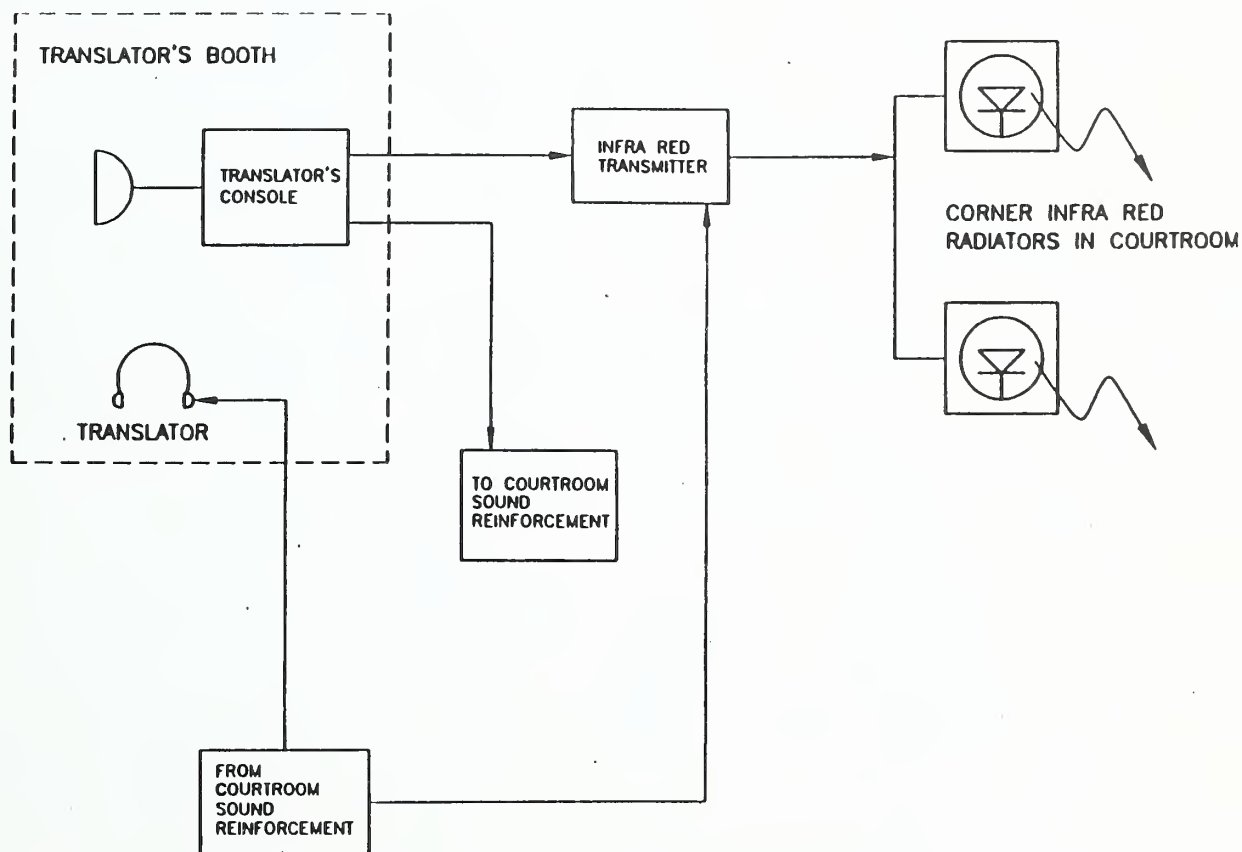 TRANSLATOR'S BOOTH
TRANSLATOR'S
CONSOLE
INFRA RED
TRANSMITTER
CORNER INFRA RED
RADIATORS IN COURTROOM
TRANSLATOR
TO COURTROOM
SOUND
REINFORCEMENT
FROM
COURTROOM
SOUND
REINFORCEMENT